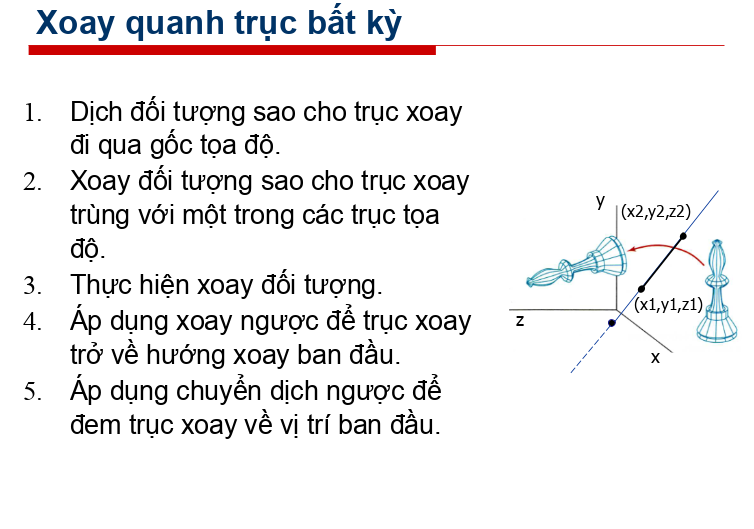 Xoay quanh trục bất kỳ
1. Dịch đối tượng sao cho trục xoay
đi qua gốc tọa độ.
2. Xoay đối tượng sao cho trục xoay
trùng với một trong các trục tọa
độ.
3. Thực hiện xoay đối tượng.
4. Áp dụng xoay ngược để trục xoay
trở về hướng xoay ban đầu.
5. Áp dụng chuyển dịch ngược để
đem trục xoay về vị trí ban đầu.
y
(x2,y2,z2)
(x1,y1,z1)
z
x